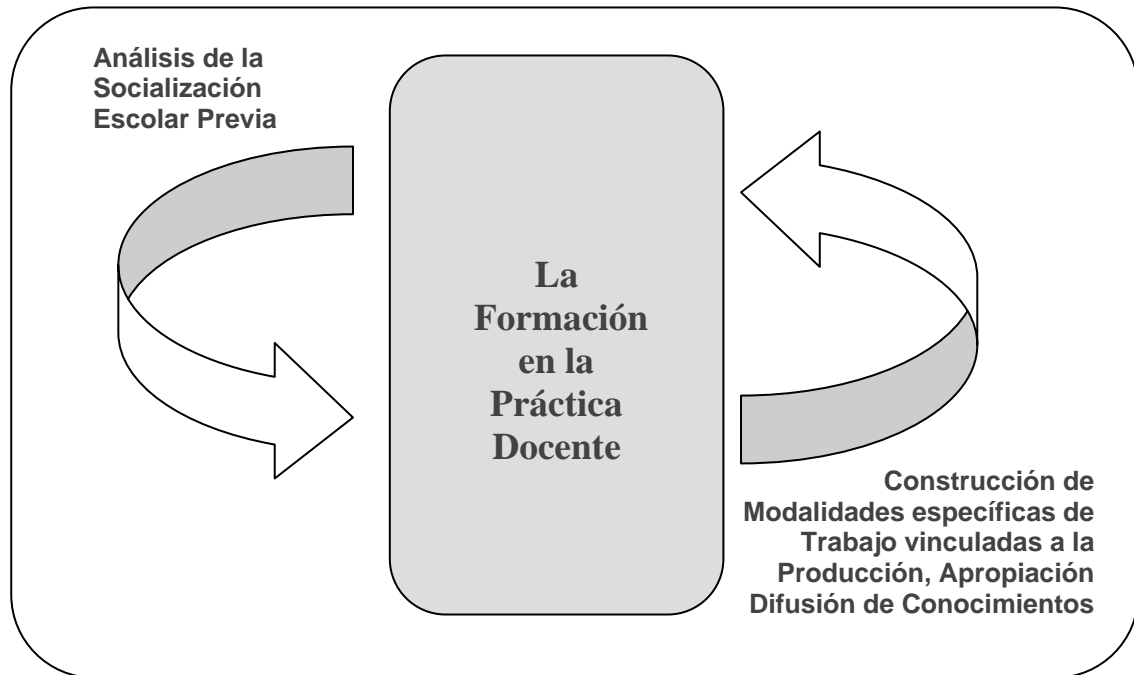 Análisis de la
Socialización
Escolar Previa
La
Formación
en la
Práctica
Docente
Construcción de
Modalidades específicas de
Trabajo vinculadas a la
Producción, Apropiación
Difusión de Conocimientos